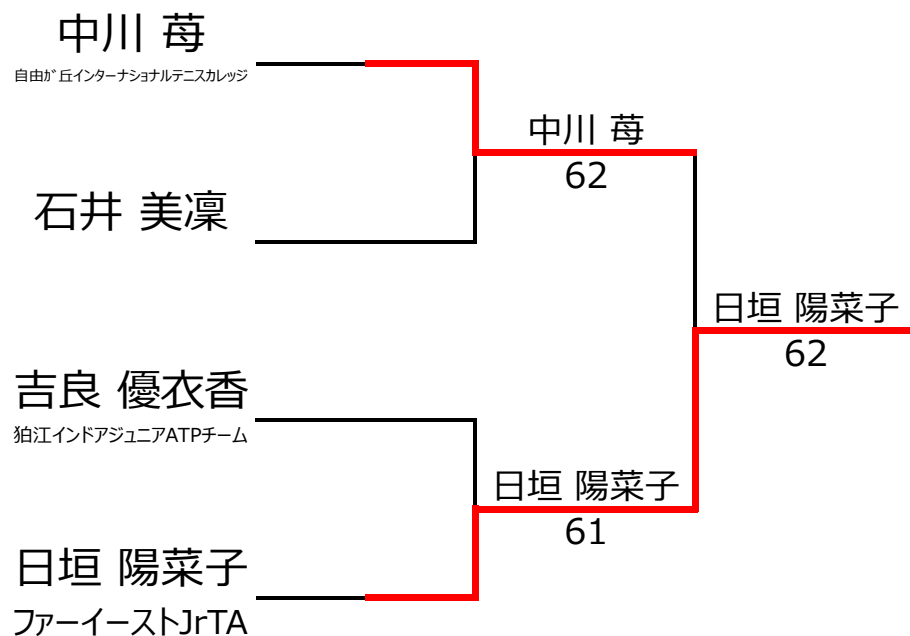 中川 苺
自由が丘インターナショナルテニスカレッジ
中川 苺
62
石井 美凜
日垣 陽菜子
62
吉良 優衣香
狛江インドアジュニアATPチーム
日垣 陽菜子
61
日垣 陽菜子
ファーイーストJrTA